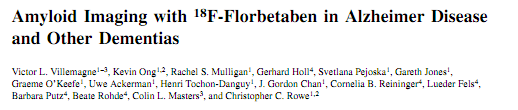 Amyloid Imaging with ¹⁸F-Florbetaben in Alzheimer Disease
and Other Dementias
Victor L. Villemagne¹⁻³, Kevin Ong¹,², Rachel S. Mulligan¹, Gerhard Holl⁴, Svetlana Pejoska¹, Gareth Jones¹,
Graeme O'Keefe¹, Uwe Ackerman¹, Henri Tochon-Danguy¹, J. Gordon Chan¹, Cornelia B. Reininger⁴, Lueder Fels⁴,
Barbara Putz⁴, Beate Rohde⁴, Colin L. Masters³, and Christopher C. Rowe¹,²